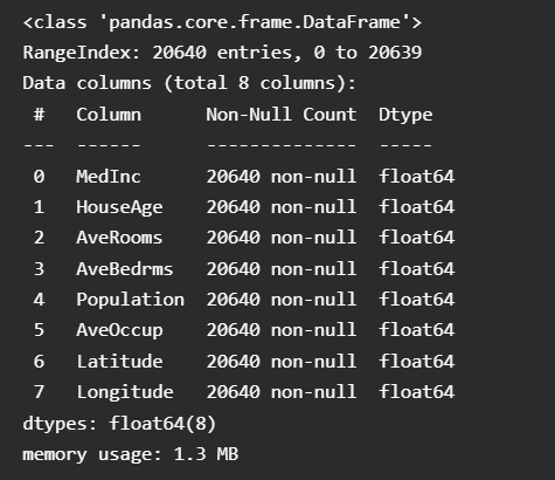 <class 'pandas.core.frame.DataFrame'>
RangeIndex: 20640 entries, 0 to 20639
Data columns (total 8 columns):
 #   Column      Non-Null Count  Dtype
---  ------      --------------  -----
 0   MedInc      20640 non-null  float64
 1   HouseAge    20640 non-null  float64
 2   AveRooms    20640 non-null  float64
 3   AveBedrms   20640 non-null  float64
 4   Population  20640 non-null  float64
 5   AveOccup    20640 non-null  float64
 6   Latitude    20640 non-null  float64
 7   Longitude   20640 non-null  float64
dtypes: float64(8)
memory usage: 1.3 MB